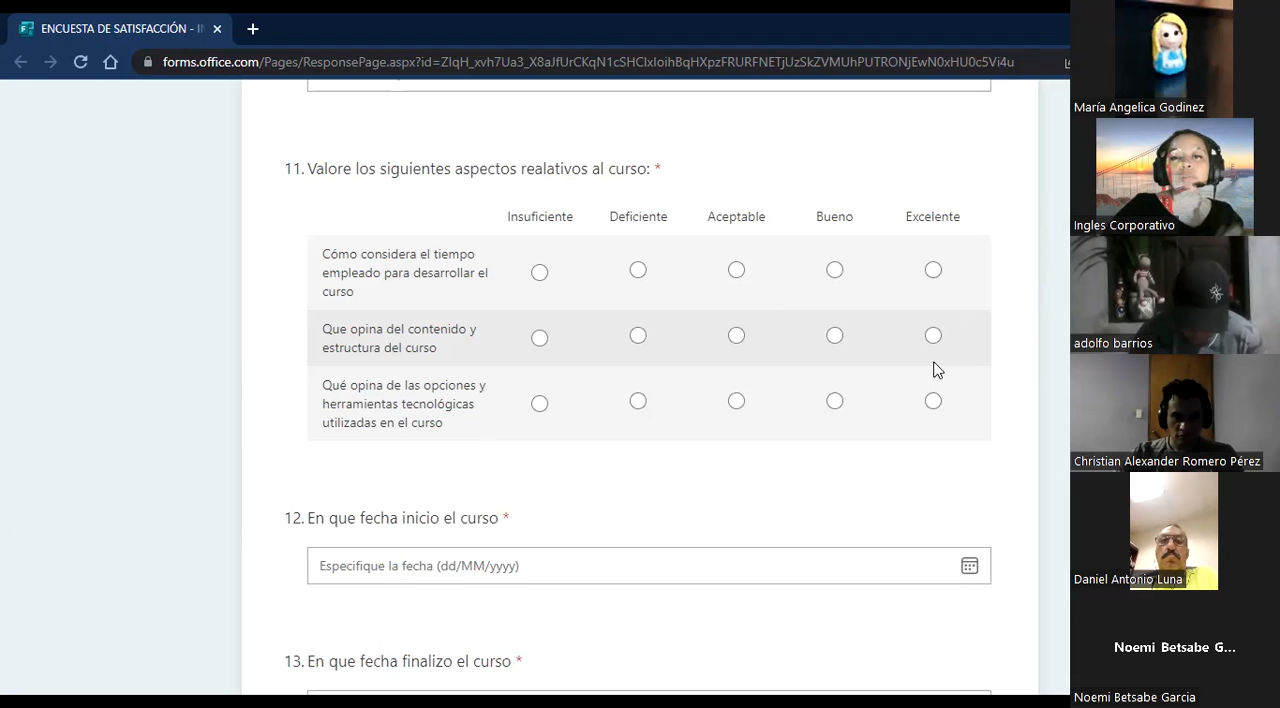 ENCUESTA DE SATISFACCIÓN - I
forms.office.com/Pages/ResponsePage.aspx?id=ZIqH_xvh7Ua3_X8aJfUrCKqN1cSHCIxIoihBqHXpzFRURFNETjUzSkZVMUhPUTRONjEwN0xHU0c5Vi4u
11. Valore los siguientes aspectos realativos al curso: *
Insuficiente Deficiente Aceptable Bueno Excelente
Cómo considera el tiempo
empleado para desarrollar el
curso
Que opina del contenido y
estructura del curso
Qué opina de las opciones y
herramientas tecnológicas
utilizadas en el curso
12. En que fecha inicio el curso *
Especifique la fecha (dd/MM/yyyy)
13. En que fecha finalizo el curso *
María Angelica Godinez
Ingles Corporativo
adolfo barrios
Christian Alexander Romero Pérez
Daniel Antonio Luna
Noemi Betsabe G...
Noemi Betsabe Garcia